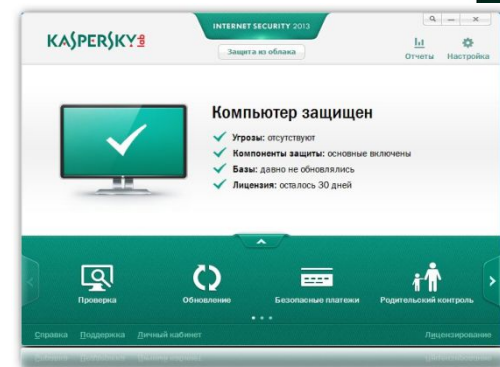 KASPERSKY lab
INTERNET SECURITY 2013
Защита из облака
Отчеты
Настройка
Компьютер защищен
Угрозы: отсутствуют
Компоненты защиты: основные включены
Базы: давно не обновлялись
Лицензия: осталось 30 дней
Проверка
Обновление
Безопасные платежи
Родительский контроль
Справка Поддержка Личный кабинет
Лицензирование